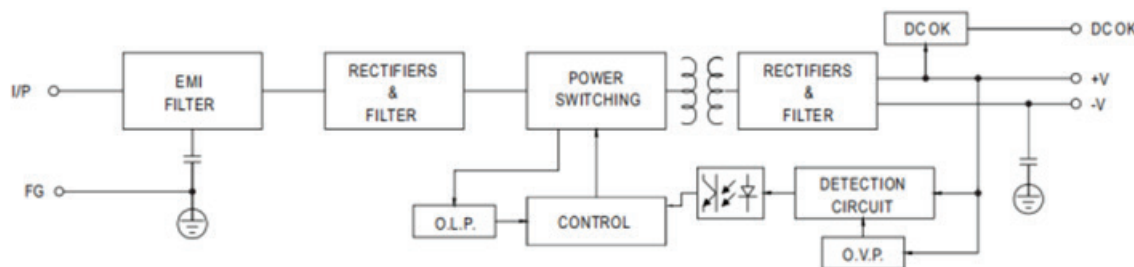 DC OK
DC OK
I/P
EMI
FILTER
RECTIFIERS
&
FILTER
POWER
SWITCHING
RECTIFIERS
&
FILTER
+V
-V
FG
O.L.P.
CONTROL
DETECTION
CIRCUIT
O.V.P.